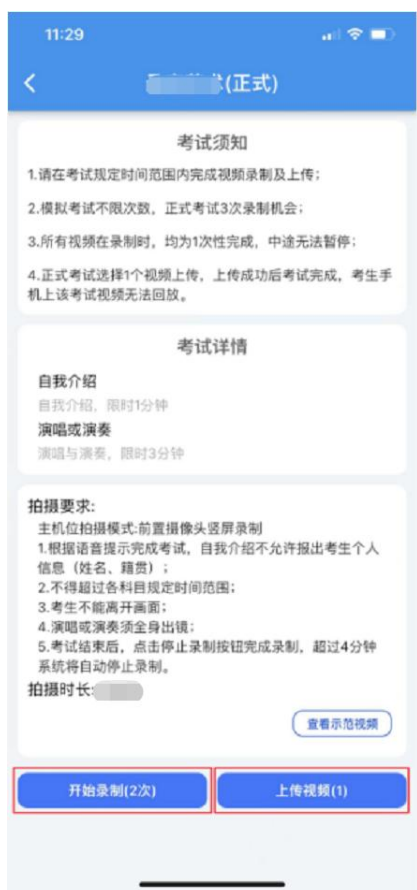 11:29
(正式)
考试须知
1.请在考试规定时间范围内完成视频录制及上传;
2.模拟考试不限次数,正式考试3次录制机会;
3.所有视频在录制时,均为1次性完成,中途无法暂停;
4.正式考试选择1个视频上传,上传成功后考试完成,考生手
机上该考试视频无法回放。
考试详情
自我介绍
自我介绍,限时1分钟
演唱或演奏
演唱与演奏,限时3分钟
拍摄要求:
主机位拍摄模式:前置摄像头竖屏录制
1.根据语音提示完成考试,自我介绍不允许报出考生个人
信息(姓名、籍贯);
2.不得超过各科目规定时间范围;
3.考生不能离开画面;
4.演唱或演奏须全身出镜;
5.考试结束后,点击停止录制按钮完成录制,超过4分钟
系统将自动停止录制。
拍摄时长:
查看示范视频
开始录制(2次)
上传视频(1)